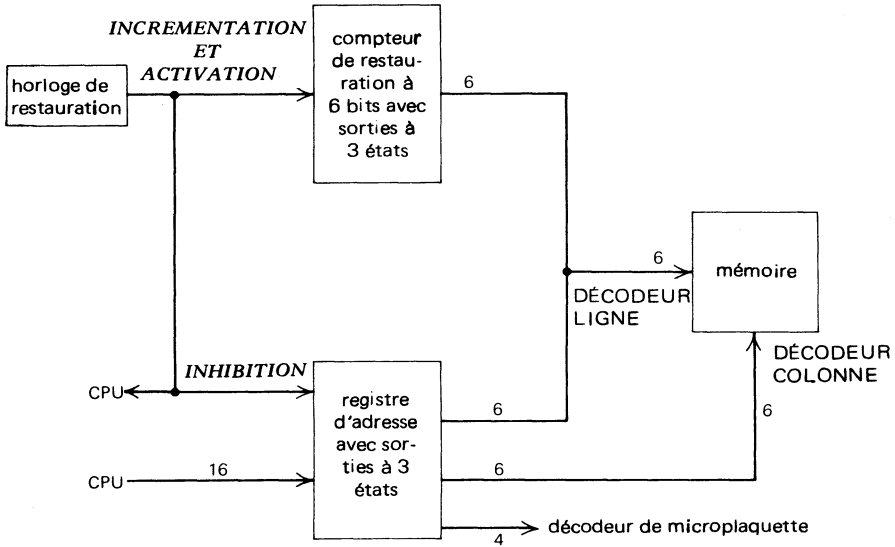 INCREMENTATION
ET
ACTIVATION
horloge de
restauration
compteur
de restau-
ration à
6 bits avec
sorties à
3 états
6
6
mémoire
DÉCODEUR
LIGNE
DÉCODEUR
COLONNE
6
INHIBITION
CPU
registre
d'adresse
avec sor-
ties à 3
états
6
CPU
16
6
4
décodeur de microplaquette